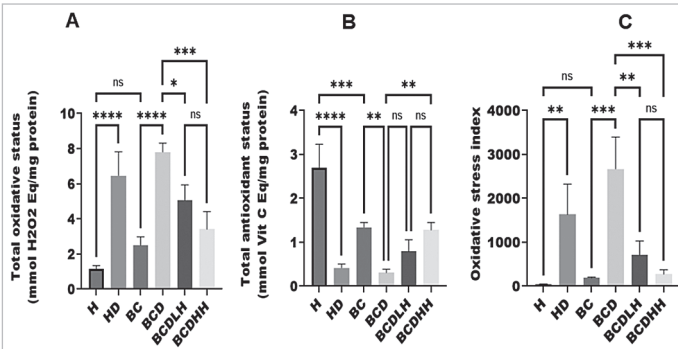 A
Total oxidative status
(mmol H2O2 Eq/mg protein)
***
ns
*
****
****
ns
10
8
6
4
2
0
H
HD
BC
BCD
BCDLH
BCDHH
B
Total antioxidant status
(mmol Vit C Eq/mg protein)
***
**
****
**
ns
ns
4
3
2
1
0
H
HD
BC
BCD
BCDLH
BCDHH
C
Oxidative stress index
***
ns
**
**
***
ns
4000
3000
2000
1000
0
H
HD
BC
BCD
BCDLH
BCDHH